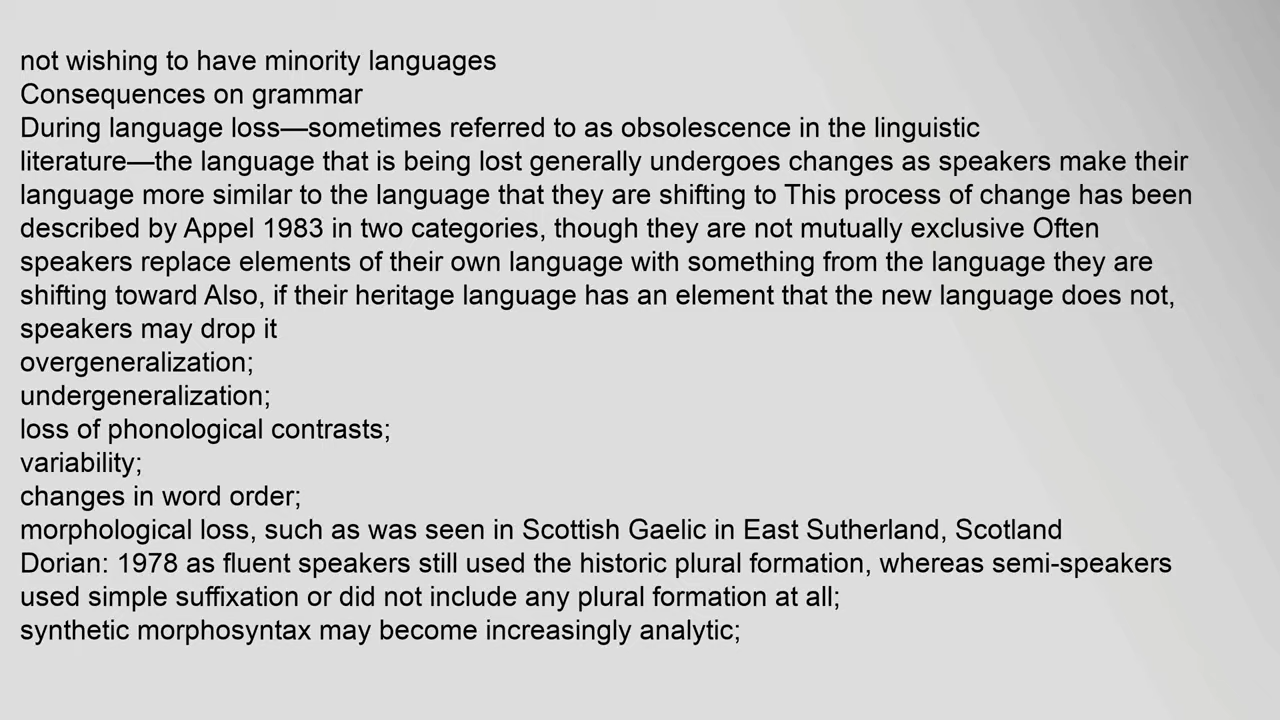 not wishing to have minority languages
Consequences on grammar
During language loss—sometimes referred to as obsolescence in the linguistic
literature—the language that is being lost generally undergoes changes as speakers make their
language more similar to the language that they are shifting to This process of change has been
described by Appel 1983 in two categories, though they are not mutually exclusive Often
speakers replace elements of their own language with something from the language they are
shifting toward Also, if their heritage language has an element that the new language does not,
speakers may drop it
overgeneralization;
undergeneralization;
loss of phonological contrasts;
variability;
changes in word order;
morphological loss, such as was seen in Scottish Gaelic in East Sutherland, Scotland
Dorian: 1978 as fluent speakers still used the historic plural formation, whereas semi-speakers
used simple suffixation or did not include any plural formation at all;
synthetic morphosyntax may become increasingly analytic;